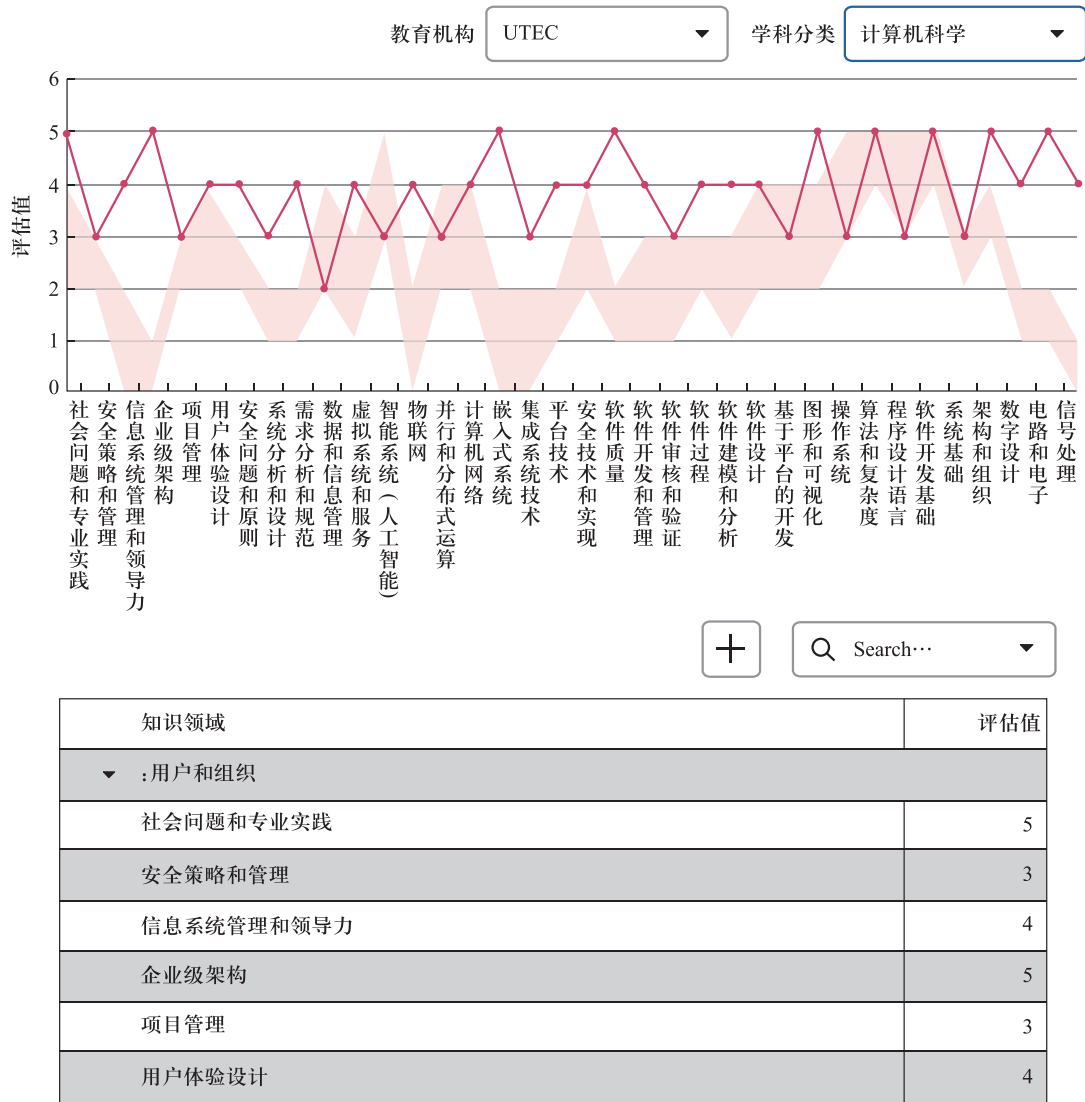 教育机构 UTEC 学科分类 计算机科学
评估值
6
5
4
3
2
1
0
社会问题和专业实践
安全策略和管理
信息系统管理和领导力
企业级架构
项目管理
用户体验设计
安全问题和原则
系统分析和设计
需求分析和规范
数据和信息管理
虚拟系统和服务
智能系统(人工智能)
物联网
并行和分布式运算
计算机网络
嵌入式系统
集成系统技术
平台技术
安全技术和实现
软件质量
软件开发和管理
软件审核和验证
软件过程
软件建模和分析
软件设计
基于平台的开发
图形和可视化
操作系统
算法和复杂度
程序设计语言
软件开发基础
系统基础
架构和组织
数字设计
电路和电子
信号处理
Search…
知识领域 评估值
:用户和组织
社会问题和专业实践 5
安全策略和管理 3
信息系统管理和领导力 4
企业级架构 5
项目管理 3
用户体验设计 4